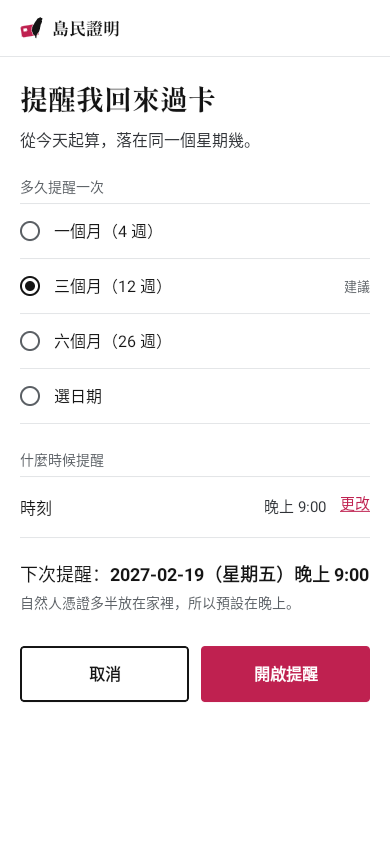 島民證明
提醒我回來過卡
從今天起算，落在同一個星期幾。
多久提醒一次
一個月（4 週）
三個月（12 週） 建議
六個月（26 週）
選日期
什麼時候提醒
時刻 晚上 9:00 更改
下次提醒：2027-02-19（星期五）晚上 9:00
自然人憑證多半放在家裡，所以預設在晚上。
取消 開啟提醒